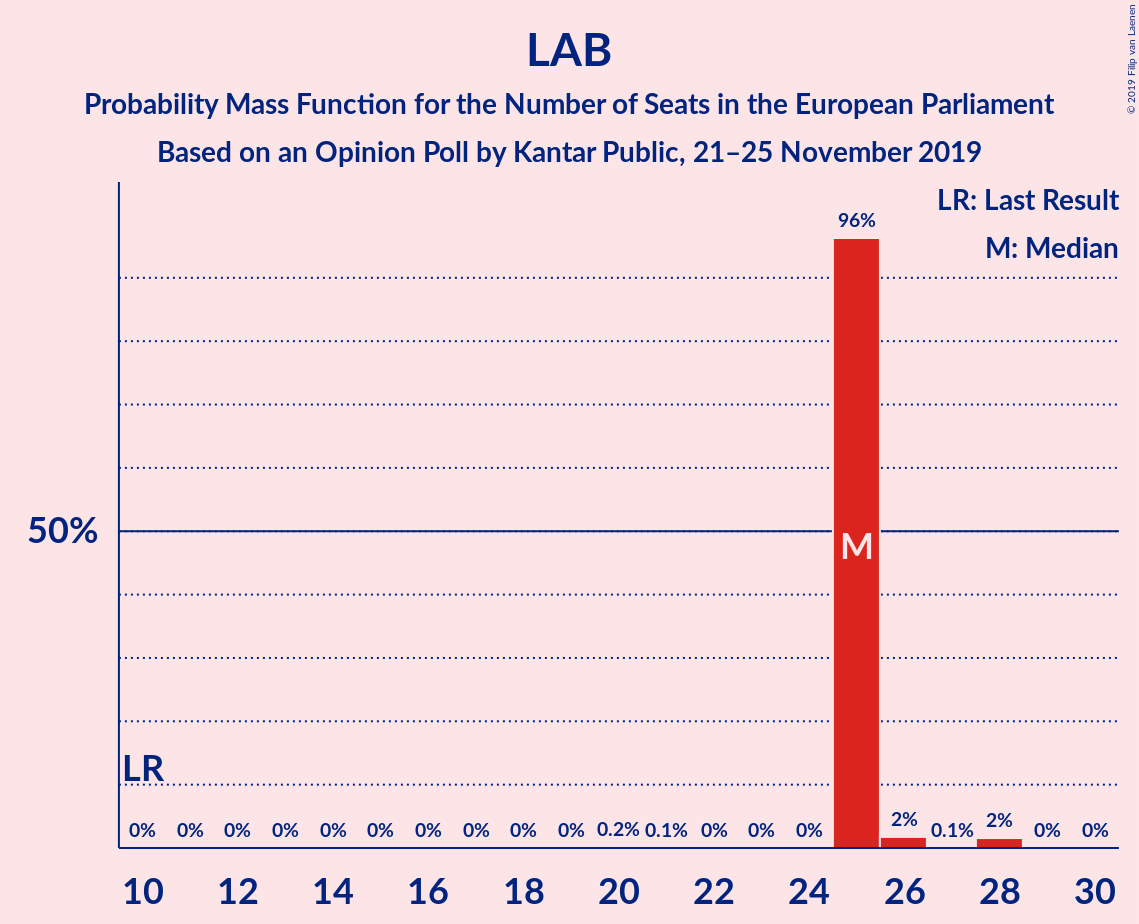 LAB
Probability Mass Function for the Number of Seats in the European Parliament
Based on an Opinion Poll by Kantar Public, 21–25 November 2019
© 2019 Filip van Laenen
LR: Last Result
M: Median
96%
50%
M
LR
0% 0% 0% 0% 0% 0% 0% 0% 0% 0% 0.2% 0.1% 0% 0% 0% 2% 0.1% 2% 0% 0%
10 12 14 16 18 20 22 24 26 28 30